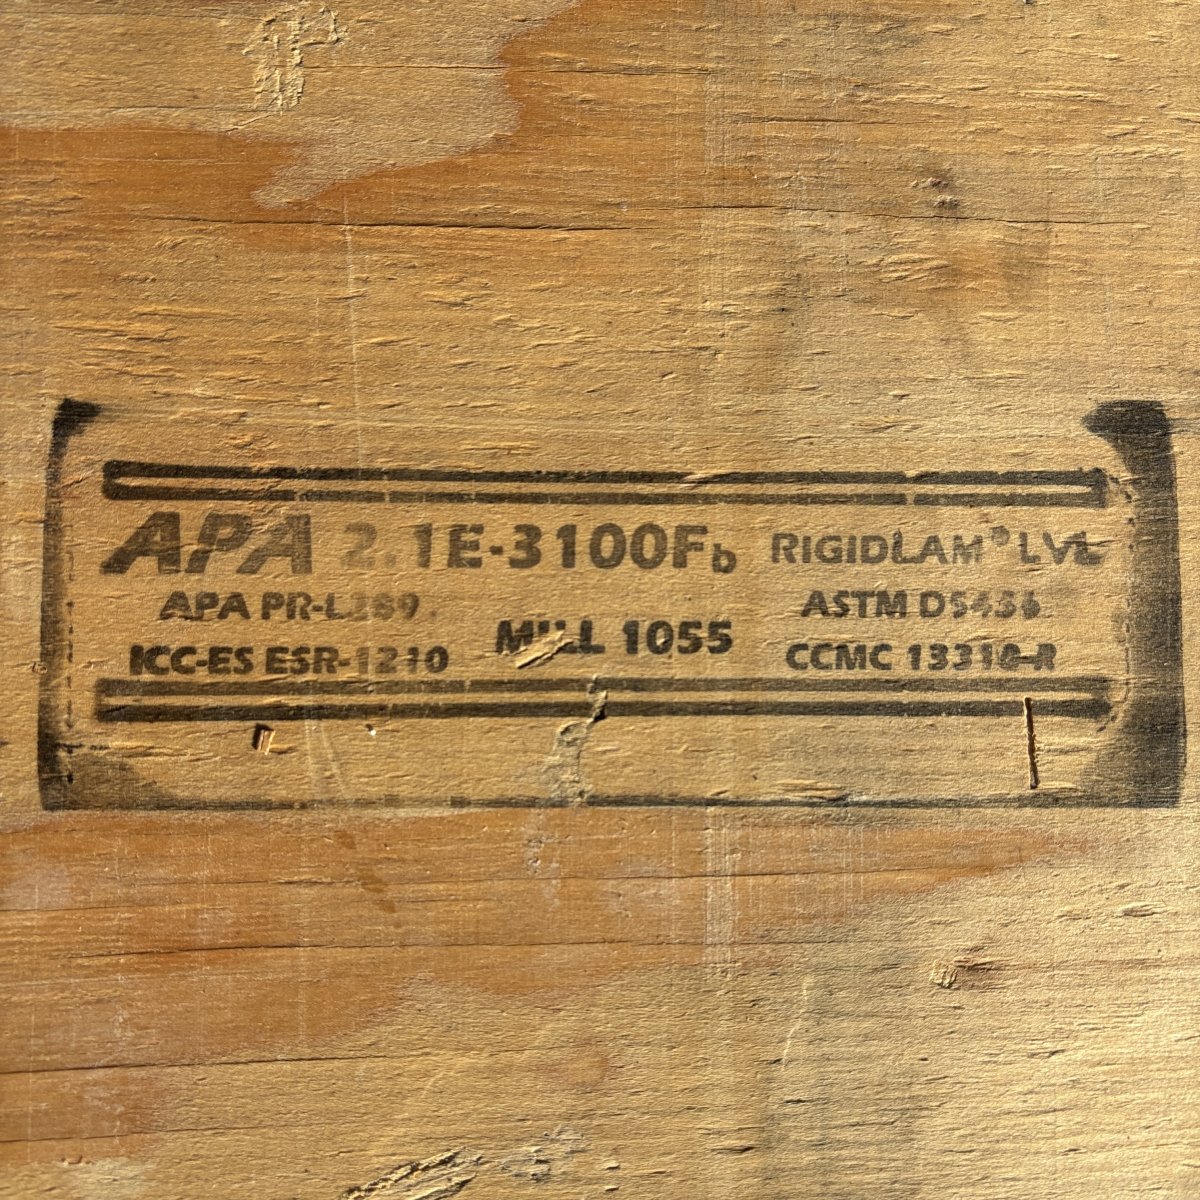 APA 2.1E-3100Fb RIGIDLAM® LVL
APA PR-L289 ASTM D5456
MILL 1055
ICC-ES ESR-1210 CCMC 13310-R